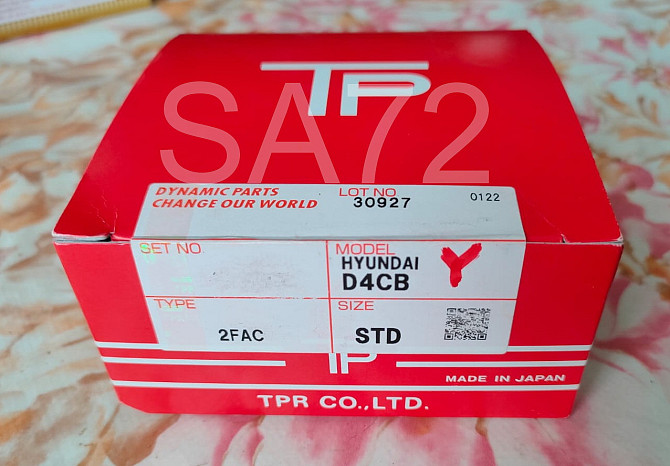 TP
SA72
DYNAMIC PARTS
CHANGE OUR WORLD
LOT NO
30927
0122
SET NO.
MODEL
HYUNDAI
D4CB
Y
TYPE
2FAC
SIZE
STD
TP
MADE IN JAPAN
TPR CO.,LTD.